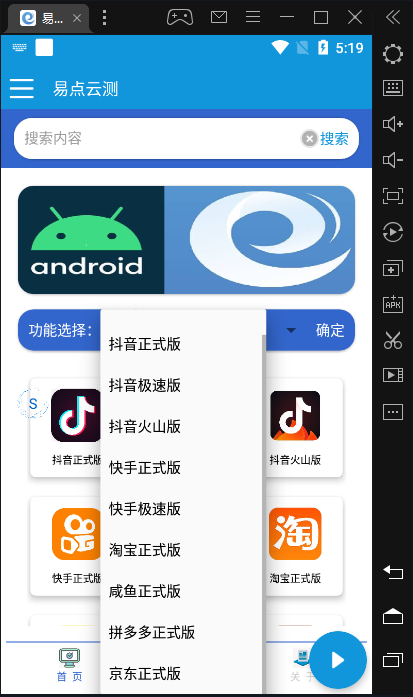 易...
5:19
易点云测
搜索内容
搜索
android
功能选择:
确定
抖音正式版
抖音极速版
抖音火山版
快手正式版
快手极速版
淘宝正式版
咸鱼正式版
拼多多正式版
京东正式版
S
抖音正式版
抖音火山版
快手正式版
淘
淘宝正式版
首 页
关 于
APK